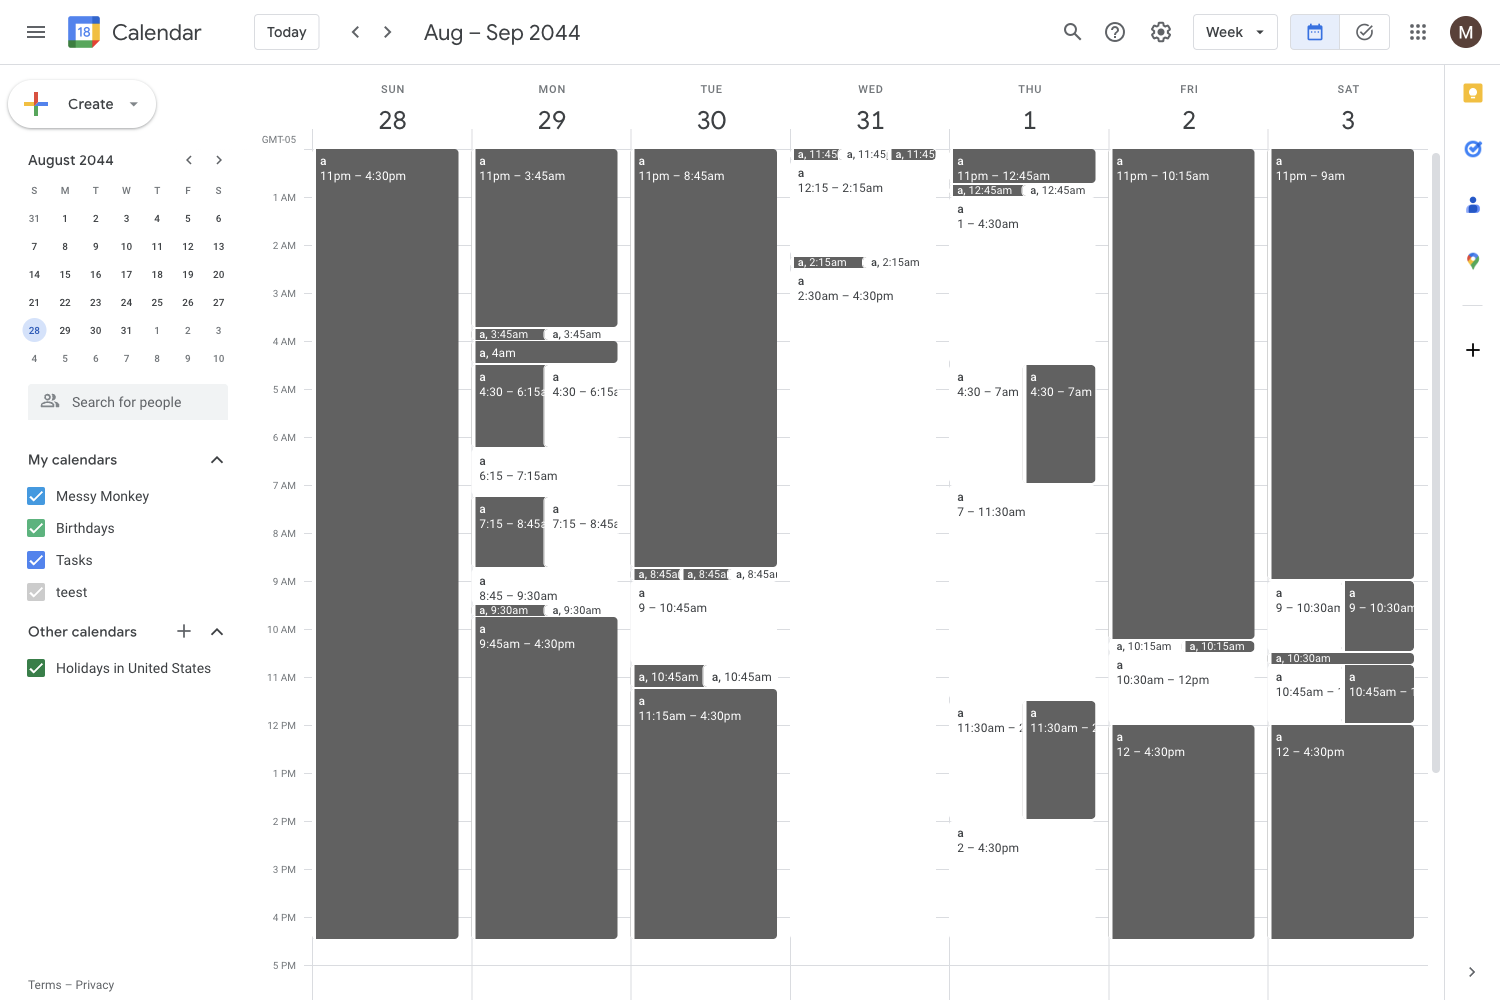 18 Calendar Today Aug – Sep 2044 Week M
Create
August 2044
S M T W T F S
31 1 2 3 4 5 6
7 8 9 10 11 12 13
14 15 16 17 18 19 20
21 22 23 24 25 26 27
28 29 30 31 1 2 3
4 5 6 7 8 9 10
Search for people
My calendars
Messy Monkey
Birthdays
Tasks
teest
Other calendars
Holidays in United States
Terms – Privacy
GMT-05
1 AM
2 AM
3 AM
4 AM
5 AM
6 AM
7 AM
8 AM
9 AM
10 AM
11 AM
12 PM
1 PM
2 PM
3 PM
4 PM
5 PM
SUN
28
a
11pm – 4:30pm
MON
29
a
11pm – 3:45am
a, 3:45am
a, 3:45am
a, 4am
a
4:30 – 6:15a
a
4:30 – 6:15a
a
6:15 – 7:15am
a
7:15 – 8:45a
a
7:15 – 8:45a
a
8:45 – 9:30am
a, 9:30am
a, 9:30am
a
9:45am – 4:30pm
TUE
30
a
11pm – 8:45am
a, 8:45a
a, 8:45a
a, 8:45a
a
9 – 10:45am
a, 10:45am
a, 10:45am
a
11:15am – 4:30pm
WED
31
a, 11:45
a, 11:45
a, 11:45
a
12:15 – 2:15am
a, 2:15am
a, 2:15am
a
2:30am – 4:30pm
THU
1
a
11pm – 12:45am
a, 12:45am
a, 12:45am
a
1 – 4:30am
a
4:30 – 7am
a
4:30 – 7am
a
7 – 11:30am
a
11:30am – 2
a
11:30am – 2
a
2 – 4:30pm
FRI
2
a
11pm – 10:15am
a, 10:15am
a, 10:15am
a
10:30am – 12pm
a
12 – 4:30pm
SAT
3
a
11pm – 9am
a
9 – 10:30am
a
9 – 10:30am
a, 10:30am
a
10:45am –
a
10:45am – 1
a
12 – 4:30pm